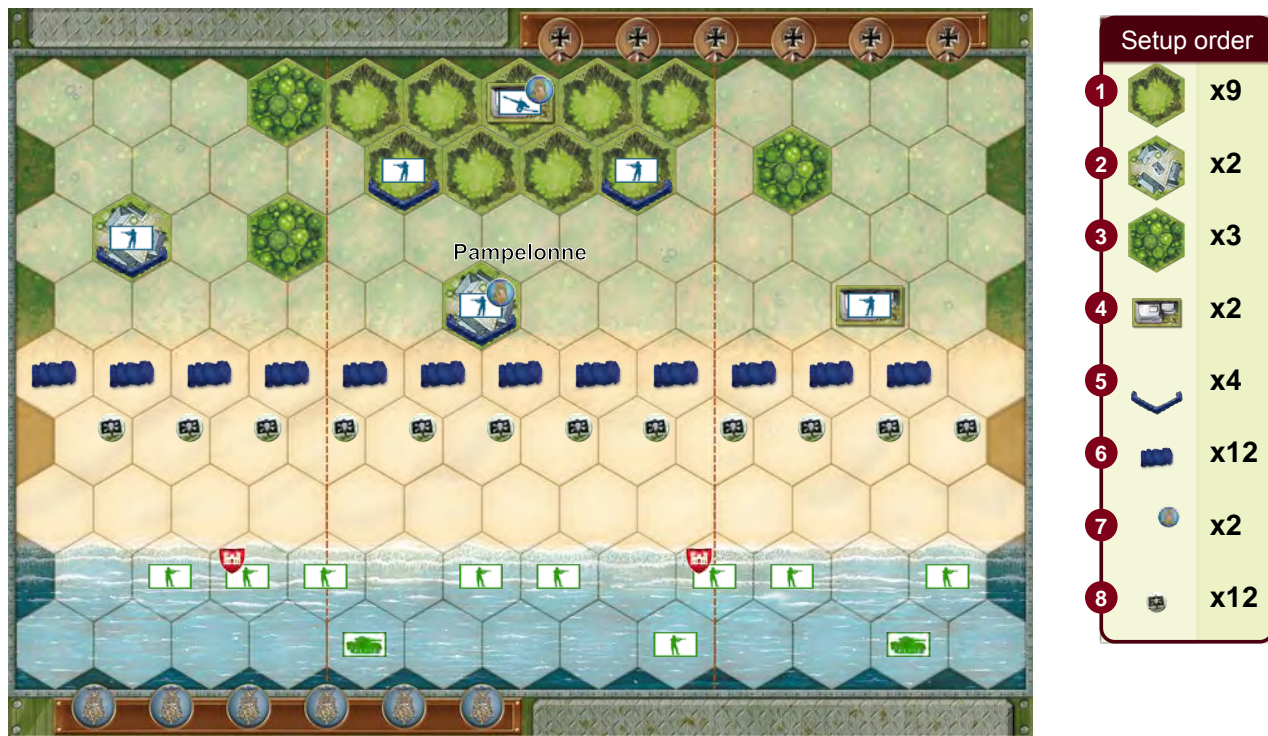 Setup order
1 x9
2 x2
3 x3
Pampelonne
4 x2
5 x4
6 x12
7 x2
8 x12